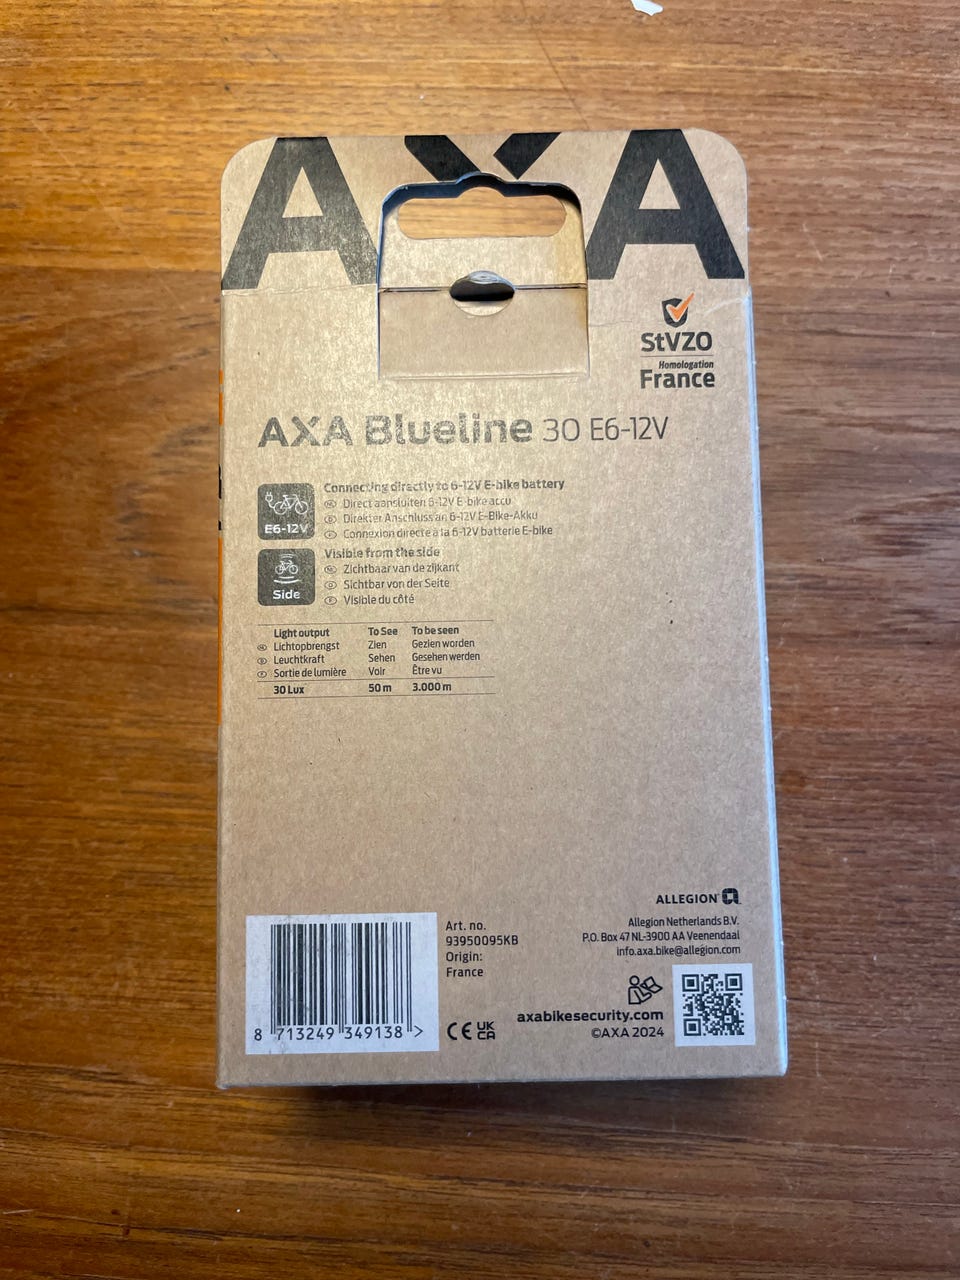 AXA
StVZO
Homologation
France
AXA Blueline 30 E6-12V
E6-12V
Connecting directly to 6-12V E-bike battery
NL Direct aansluiten 6-12V E-bike accu
D Direkter Anschluss an 6-12V E-Bike-Akku
F Connexion directe à la 6-12V batterie E-bike
Side
Visible from the side
NL Zichtbaar van de zijkant
D Sichtbar von der Seite
F Visible du côté
Light output To See To be seen
NL Lichtopbrengst Zien Gezien worden
D Leuchtkraft Sehen Gesehen werden
F Sortie de lumière Voir Être vu
30 Lux 50 m 3.000 m
ALLEGION
Allegion Netherlands B.V.
P.O. Box 47 NL-3900 AA Veenendaal
info.axa.bike@allegion.com
Art. no.
93950095KB
Origin:
France
8 713249 349138 >
CE UK CA
axabikesecurity.com
©AXA 2024